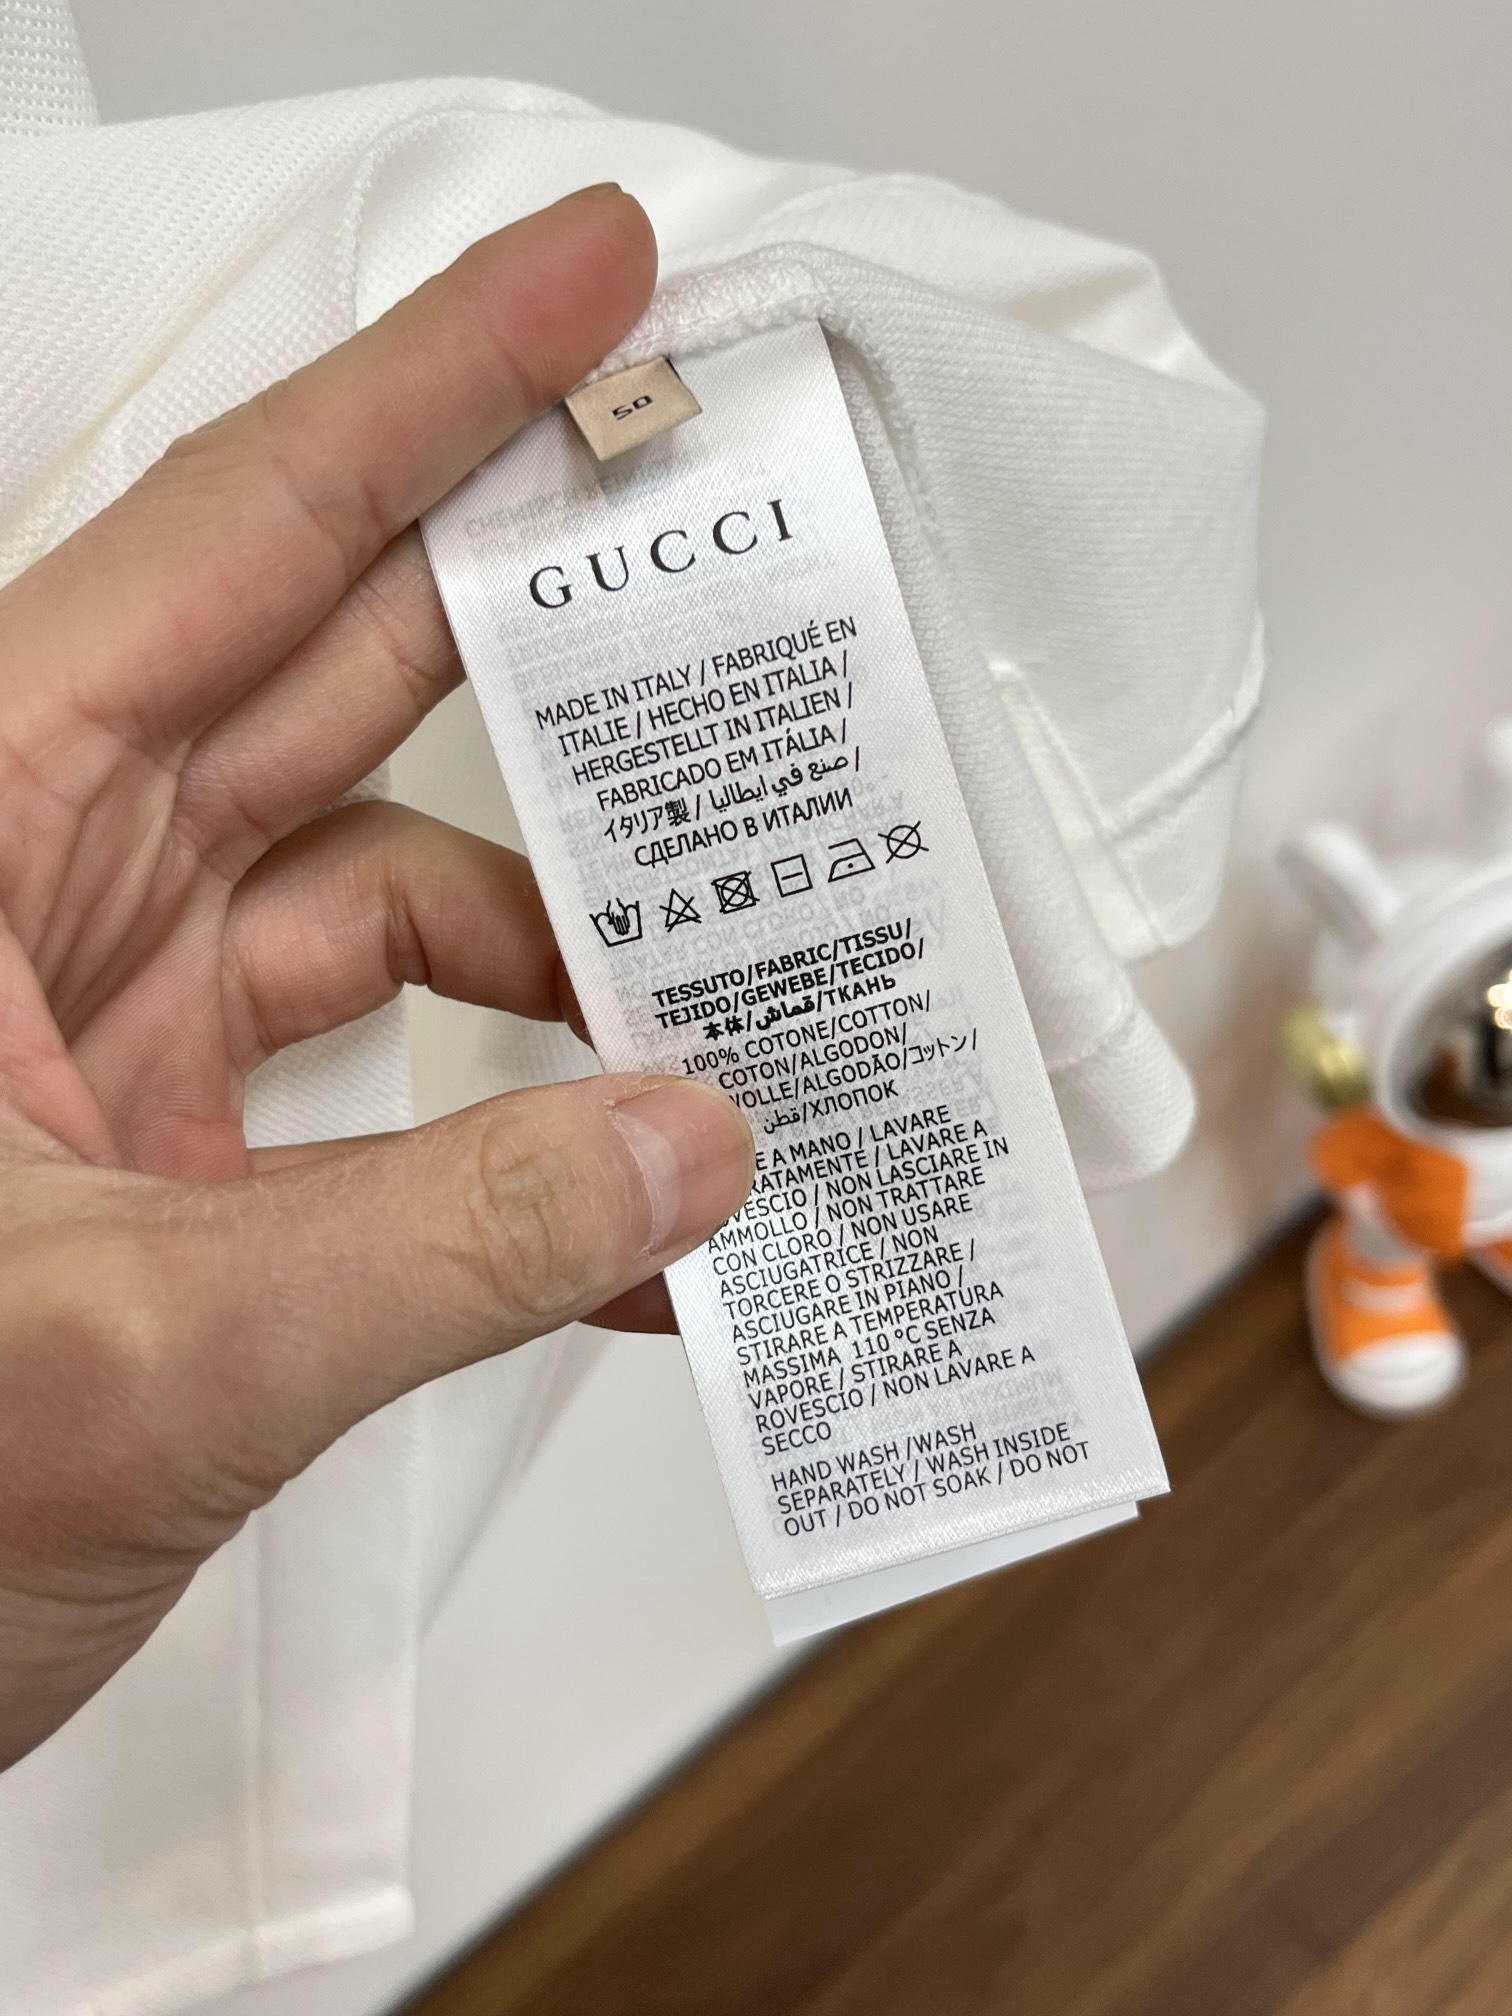 50
GUCCI
MADE IN ITALY / FABRIQUÉ EN
ITALIE / HECHO EN ITALIA /
HERGESTELLT IN ITALIEN /
FABRICADO EM ITÁLIA /
イタリア製 / صنع في ايطاليا /
СДЕЛАНО В ИТАЛИИ
TESSUTO/FABRIC/TISSU/
TEJIDO/GEWEBE/TECIDO/
本体/قماش/ТКАНЬ
100% COTONE/COTTON/
COTON/ALGODON/
WOLLE/ALGODÃO/コットン/
قطن/ХЛОПОК
E A MANO / LAVARE
RATAMENTE / LAVARE A
OVESCIO / NON LASCIARE IN
AMMOLLO / NON TRATTARE
CON CLORO / NON USARE
ASCIUGATRICE / NON
TORCERE O STRIZZARE /
ASCIUGARE IN PIANO /
STIRARE A TEMPERATURA
MASSIMA 110 °C SENZA
VAPORE / STIRARE A
ROVESCIO / NON LAVARE A
SECCO
HAND WASH /WASH
SEPARATELY / WASH INSIDE
OUT / DO NOT SOAK / DO NOT